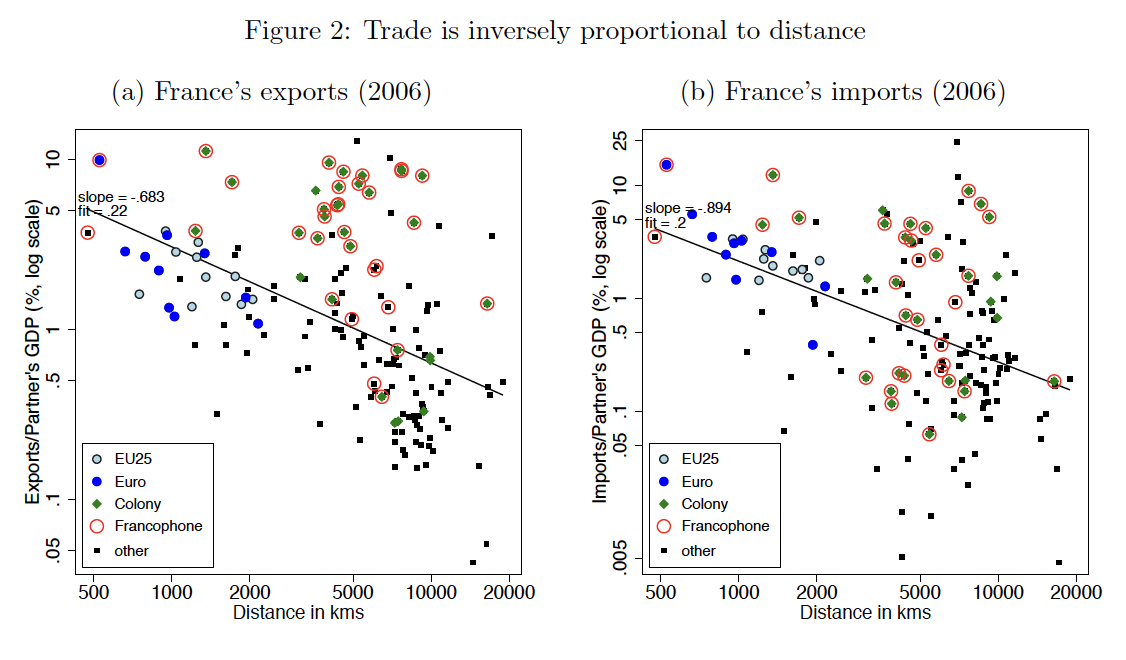 Figure 2: Trade is inversely proportional to distance
(a) France's exports (2006)
(b) France's imports (2006)
Exports/Partner's GDP (%, log scale)
10
5
1
.5
.1
.05
slope = -.683
fit = .22
EU25
Euro
Colony
Francophone
other
500 1000 2000 5000 10000 20000
Distance in kms
Imports/Partner's GDP (%, log scale)
25
10
5
1
.5
.1
.05
.005
slope = -.894
fit = .2
EU25
Euro
Colony
Francophone
other
500 1000 2000 5000 10000 20000
Distance in kms